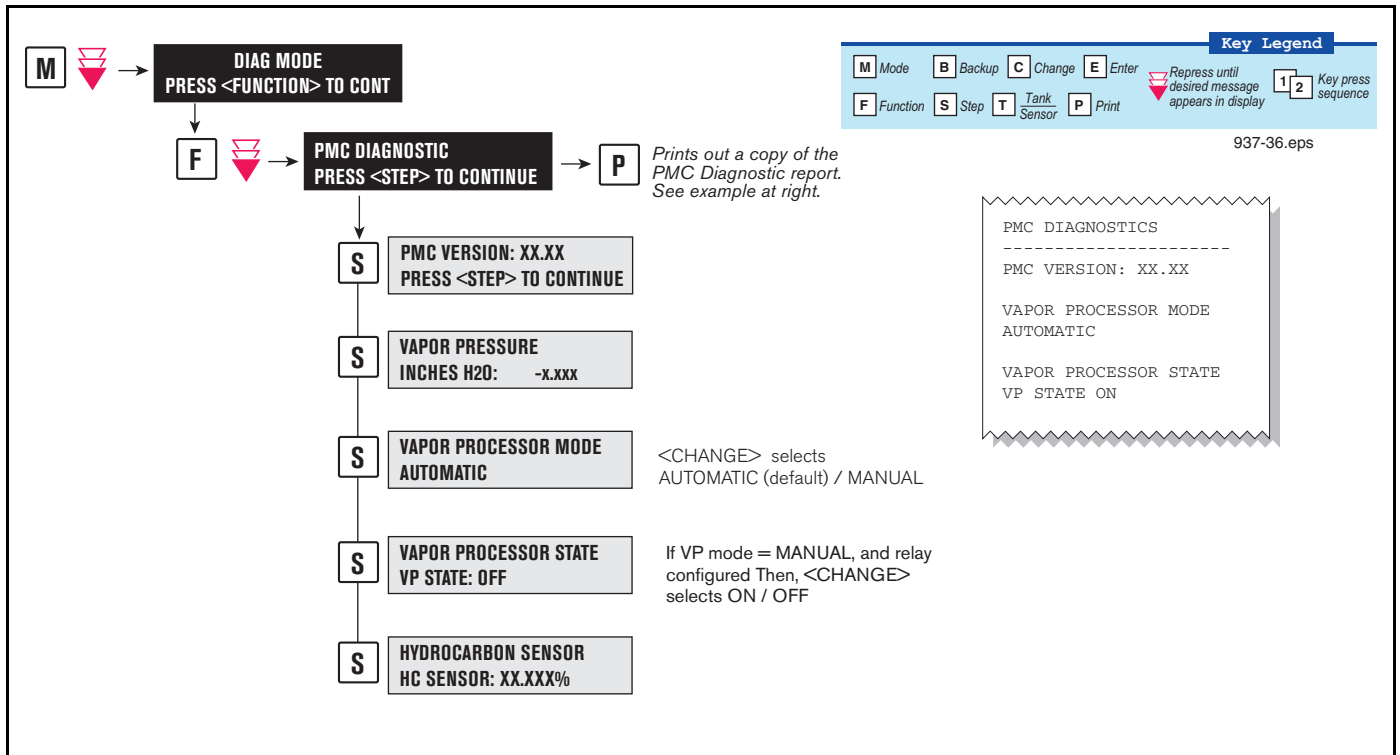 M
DIAG MODE
PRESS <FUNCTION> TO CONT
Key Legend
M Mode B Backup C Change E Enter
F Function S Step T Tank Sensor P Print
Repress until
desired message
appears in display
1 2
Key press
sequence
937-36.eps
F
PMC DIAGNOSTIC
PRESS <STEP> TO CONTINUE
P
Prints out a copy of the
PMC Diagnostic report.
See example at right.
S
PMC VERSION: XX.XX
PRESS <STEP> TO CONTINUE
S
VAPOR PRESSURE
INCHES H2O: -x.xxx
S
VAPOR PROCESSOR MODE
AUTOMATIC
<CHANGE> selects
AUTOMATIC (default) / MANUAL
S
VAPOR PROCESSOR STATE
VP STATE: OFF
If VP mode = MANUAL, and relay
configured Then, <CHANGE>
selects ON / OFF
S
HYDROCARBON SENSOR
HC SENSOR: XX.XXX%
PMC DIAGNOSTICS
----------------------
PMC VERSION: XX.XX
VAPOR PROCESSOR MODE
AUTOMATIC
VAPOR PROCESSOR STATE
VP STATE ON